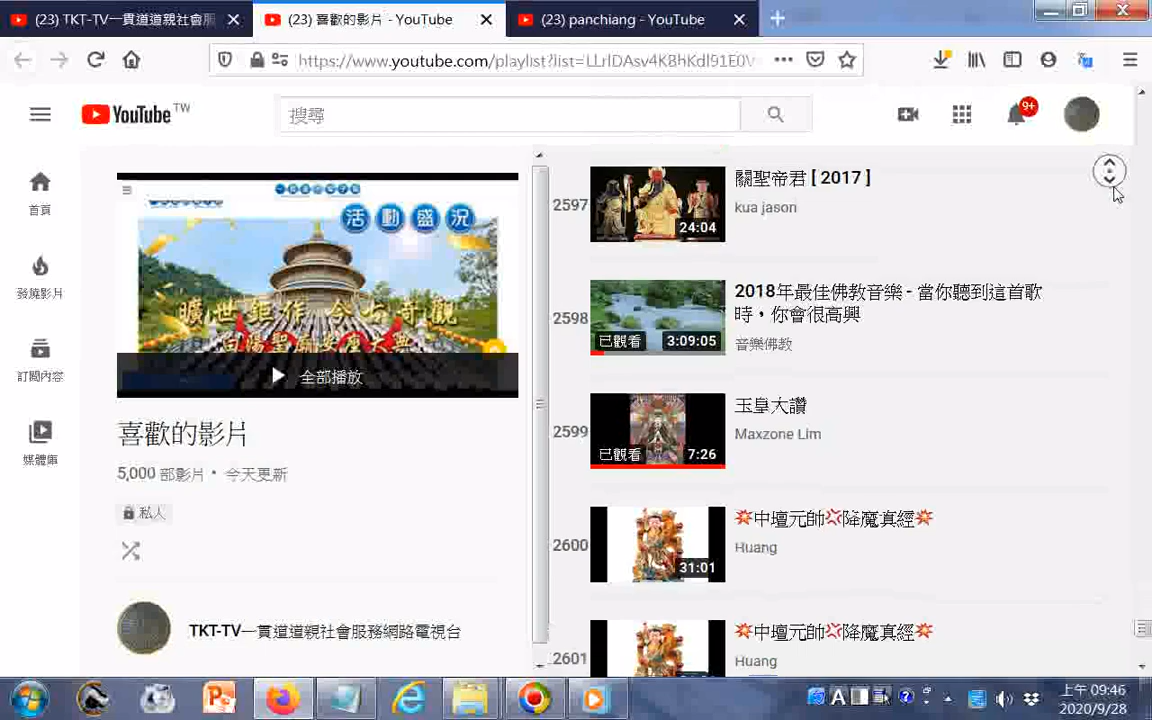 (23) TKT-TV一貫道道親社會服
(23) 喜歡的影片 - YouTube
(23) panchiang - YouTube
https://www.youtube.com/playlist?list=LLrIDAsv4KBhKdl91E0V
YouTube TW
搜尋
9+
首頁
發燒影片
訂閱內容
媒體庫
活動盛況
曠世鉅作 今古奇觀
全部播放
喜歡的影片
5,000 部影片 • 今天更新
私人
TKT-TV一貫道道親社會服務網路電視台
2597
24:04
關聖帝君 [ 2017 ]
kua jason
2598
已觀看
3:09:05
2018年最佳佛教音樂 - 當你聽到這首歌
時，你會很高興
音樂佛教
2599
已觀看
7:26
玉皇大讚
Maxzone Lim
2600
31:01
💥中壇元帥💢降魔真經💥
Huang
2601
💥中壇元帥💢降魔真經💥
Huang
上午 09:46
2020/9/28